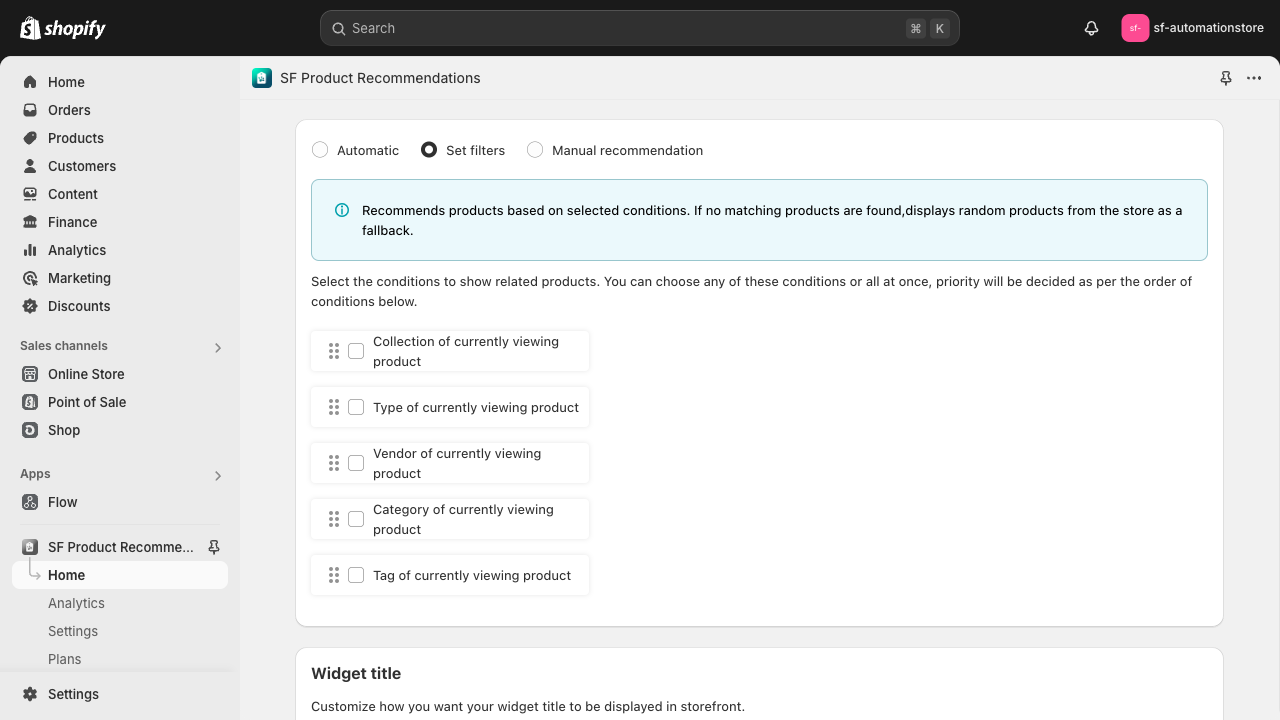 shopify
Search
⌘ K
sf-
sf-automationstore
Home
Orders
Products
Customers
Content
Finance
Analytics
Marketing
Discounts
Sales channels
Online Store
Point of Sale
Shop
Apps
Flow
SF Product Recomme...
Home
Analytics
Settings
Plans
Settings
SF Product Recommendations
Automatic
Set filters
Manual recommendation
Recommends products based on selected conditions. If no matching products are found,displays random products from the store as a
fallback.
Select the conditions to show related products. You can choose any of these conditions or all at once, priority will be decided as per the order of
conditions below.
Collection of currently viewing
product
Type of currently viewing product
Vendor of currently viewing
product
Category of currently viewing
product
Tag of currently viewing product
Widget title
Customize how you want your widget title to be displayed in storefront.